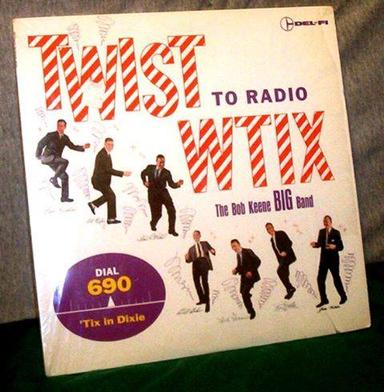 DEL-FI
TWIST
TO RADIO
WTIX
The Bob Keene BIG Band
DIAL
690
'Tix in Dixie